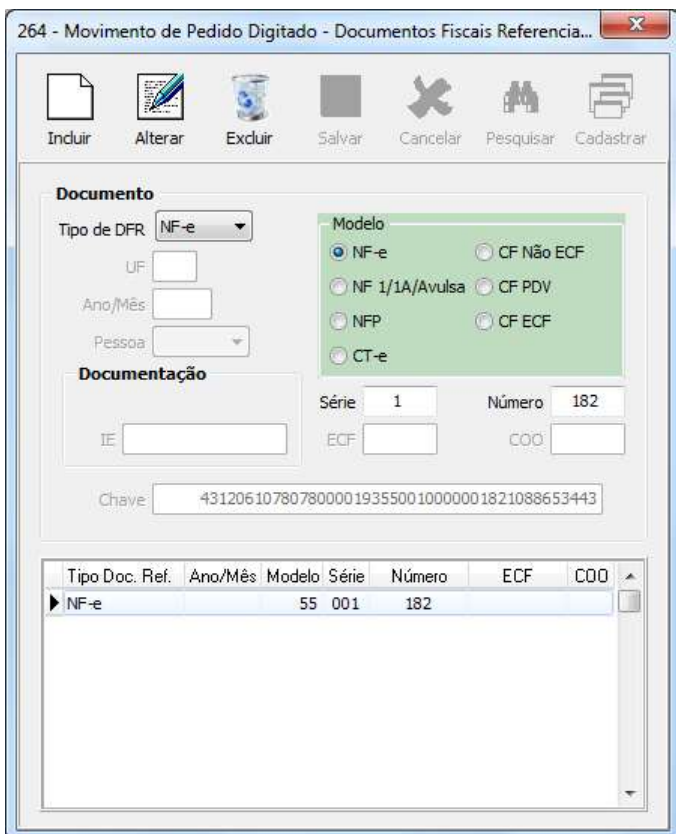 264 - Movimento de Pedido Digitado - Documentos Fiscais Referencia...
Incluir Alterar Excluir Salvar Cancelar Pesquisar Cadastrar
Documento
Tipo de DFR NF-e
UF
Ano/Mês
Pessoa
Modelo
NF-e CF Não ECF
NF 1/1A/Avulsa CF PDV
NFP CF ECF
CT-e
Documentação
IE
Série 1 Número 182
ECF COO
Chave 43120610780780000193550010000001821088653443
Tipo Doc. Ref. Ano/Mês Modelo Série Número ECF COO
NF-e 55 001 182